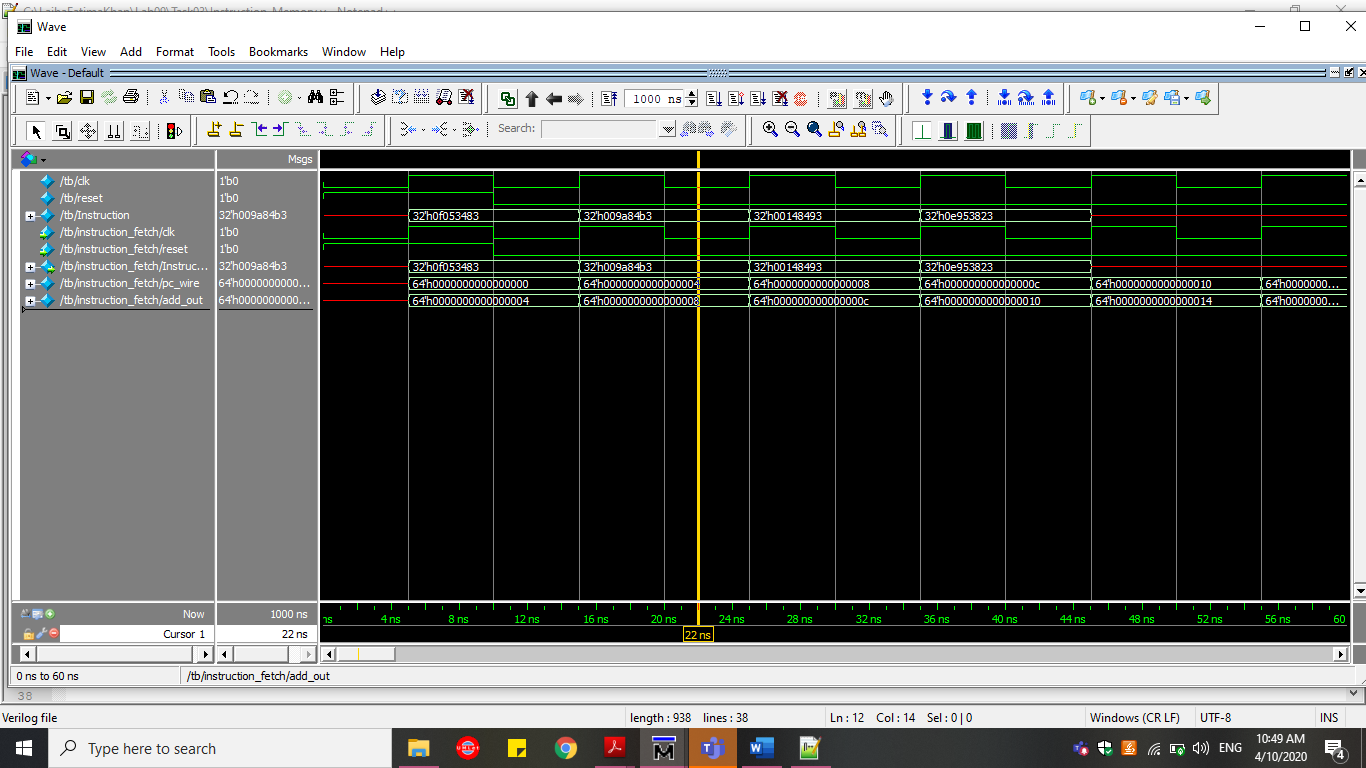 Wave
File Edit View Add Format Tools Bookmarks Window Help
Wave - Default
1000 ns
Search:
Msgs
/tb/clk 1'b0
/tb/reset 1'b0
/tb/Instruction 32'h009a84b3 32'h0f053483 32'h009a84b3 32'h00148493 32'h0e953823
/tb/instruction_fetch/clk 1'b0
/tb/instruction_fetch/reset 1'b0
/tb/instruction_fetch/Instruc... 32'h009a84b3 32'h0f053483 32'h009a84b3 32'h00148493 32'h0e953823
/tb/instruction_fetch/pc_wire 64'h0000000000... 64'h0000000000000000 64'h0000000000000004 64'h0000000000000008 64'h000000000000000c 64'h0000000000000010 64'h0000000...
/tb/instruction_fetch/add_out 64'h0000000000... 64'h0000000000000004 64'h0000000000000008 64'h000000000000000c 64'h0000000000000010 64'h0000000000000014 64'h0000000...
Now 1000 ns ns 4 ns 8 ns 12 ns 16 ns 20 ns 24 ns 28 ns 32 ns 36 ns 40 ns 44 ns 48 ns 52 ns 56 ns 60
Cursor 1 22 ns 22 ns
0 ns to 60 ns /tb/instruction_fetch/add_out
38
Verilog file length : 938 lines : 38 Ln : 12 Col : 14 Sel : 0 | 0 Windows (CR LF) UTF-8 INS
Type here to search ENG 10:49 AM
4/10/2020 4